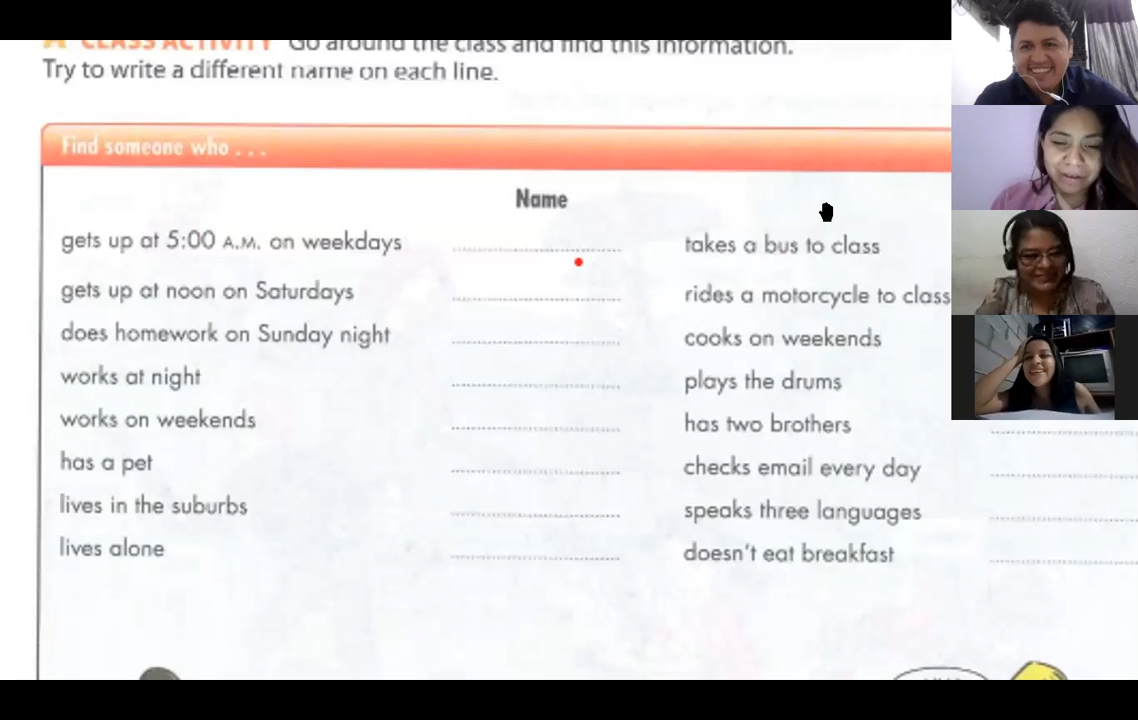 A CLASS ACTIVITY Go around the class and find this information.
Try to write a different name on each line.
Find someone who . . .
Name
gets up at 5:00 A.M. on weekdays
gets up at noon on Saturdays
does homework on Sunday night
works at night
works on weekends
has a pet
lives in the suburbs
lives alone
takes a bus to class
rides a motorcycle to class
cooks on weekends
plays the drums
has two brothers
checks email every day
speaks three languages
doesn't eat breakfast